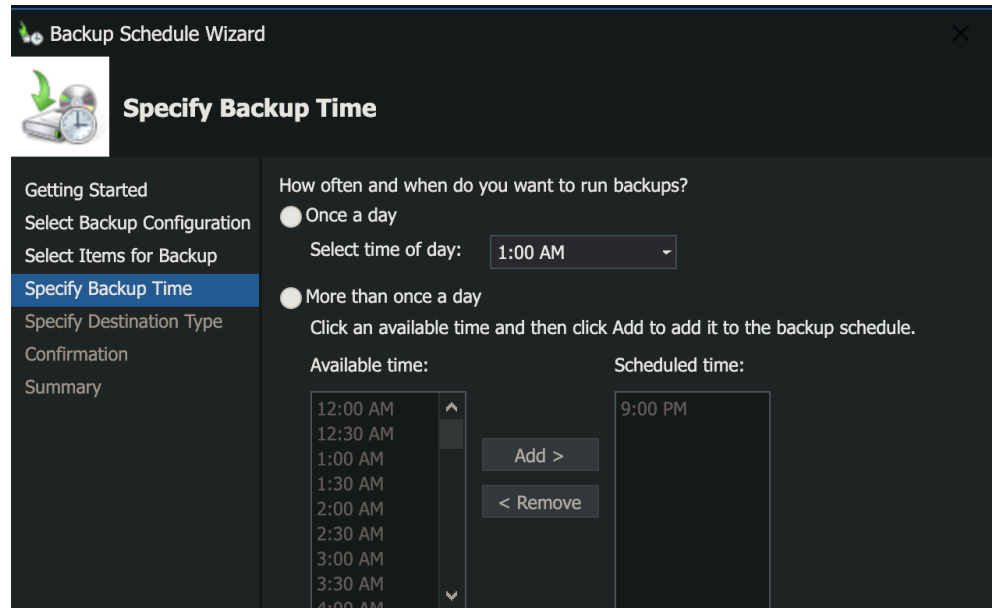 Backup Schedule Wizard
Specify Backup Time
Getting Started
Select Backup Configuration
Select Items for Backup
Specify Backup Time
Specify Destination Type
Confirmation
Summary
How often and when do you want to run backups?
Once a day
Select time of day: 1:00 AM
More than once a day
Click an available time and then click Add to add it to the backup schedule.
Available time:
12:00 AM
12:30 AM
1:00 AM
1:30 AM
2:00 AM
2:30 AM
3:00 AM
3:30 AM
4:00 AM
Add >
< Remove
Scheduled time:
9:00 PM